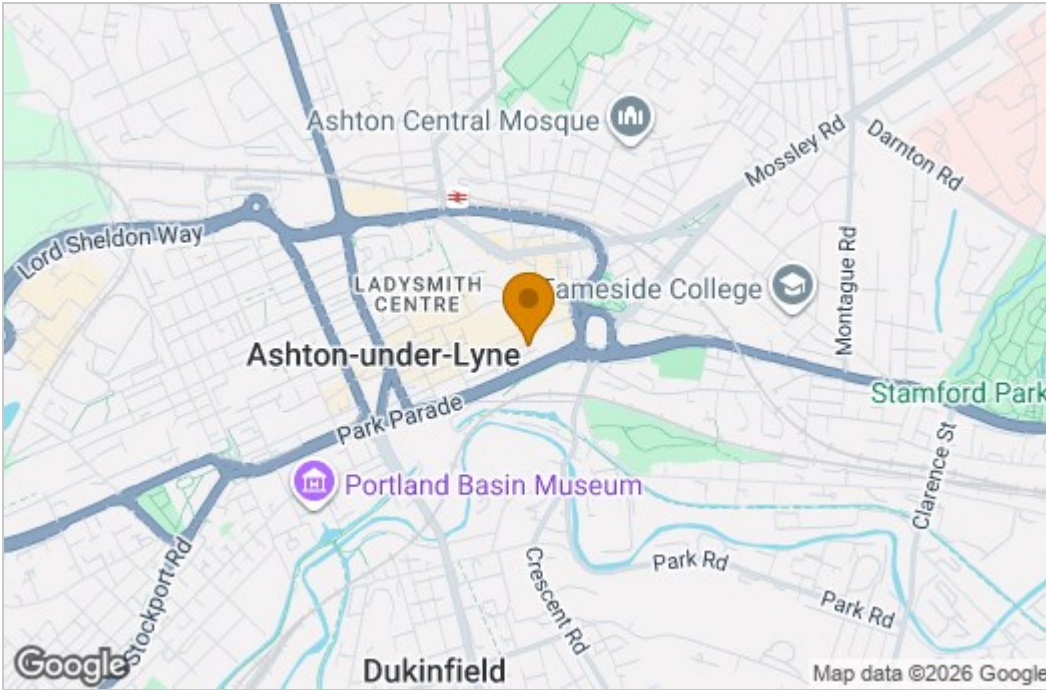 Ashton Central Mosque
Mossley Rd
Darnton Rd
Lord Sheldon Way
LADYSMITH
CENTRE
Tameside College
Montague Rd
Ashton-under-Lyne
Stamford Park
Park Parade
Portland Basin Museum
Clarence St
Stockport Rd
Crescent Rd
Park Rd
Park Rd
Dukinfield
Google
Map data ©2026 Google